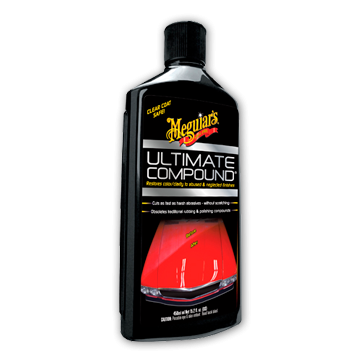 CLEAR COAT
SAFE!
Meguiar's
ULTIMATE
COMPOUND
Restores color/clarity to abused & neglected finishes
Cuts as fast as harsh abrasives - without scratching
Obsoletes traditional rubbing & polishing compounds
450ml
CAUTION: